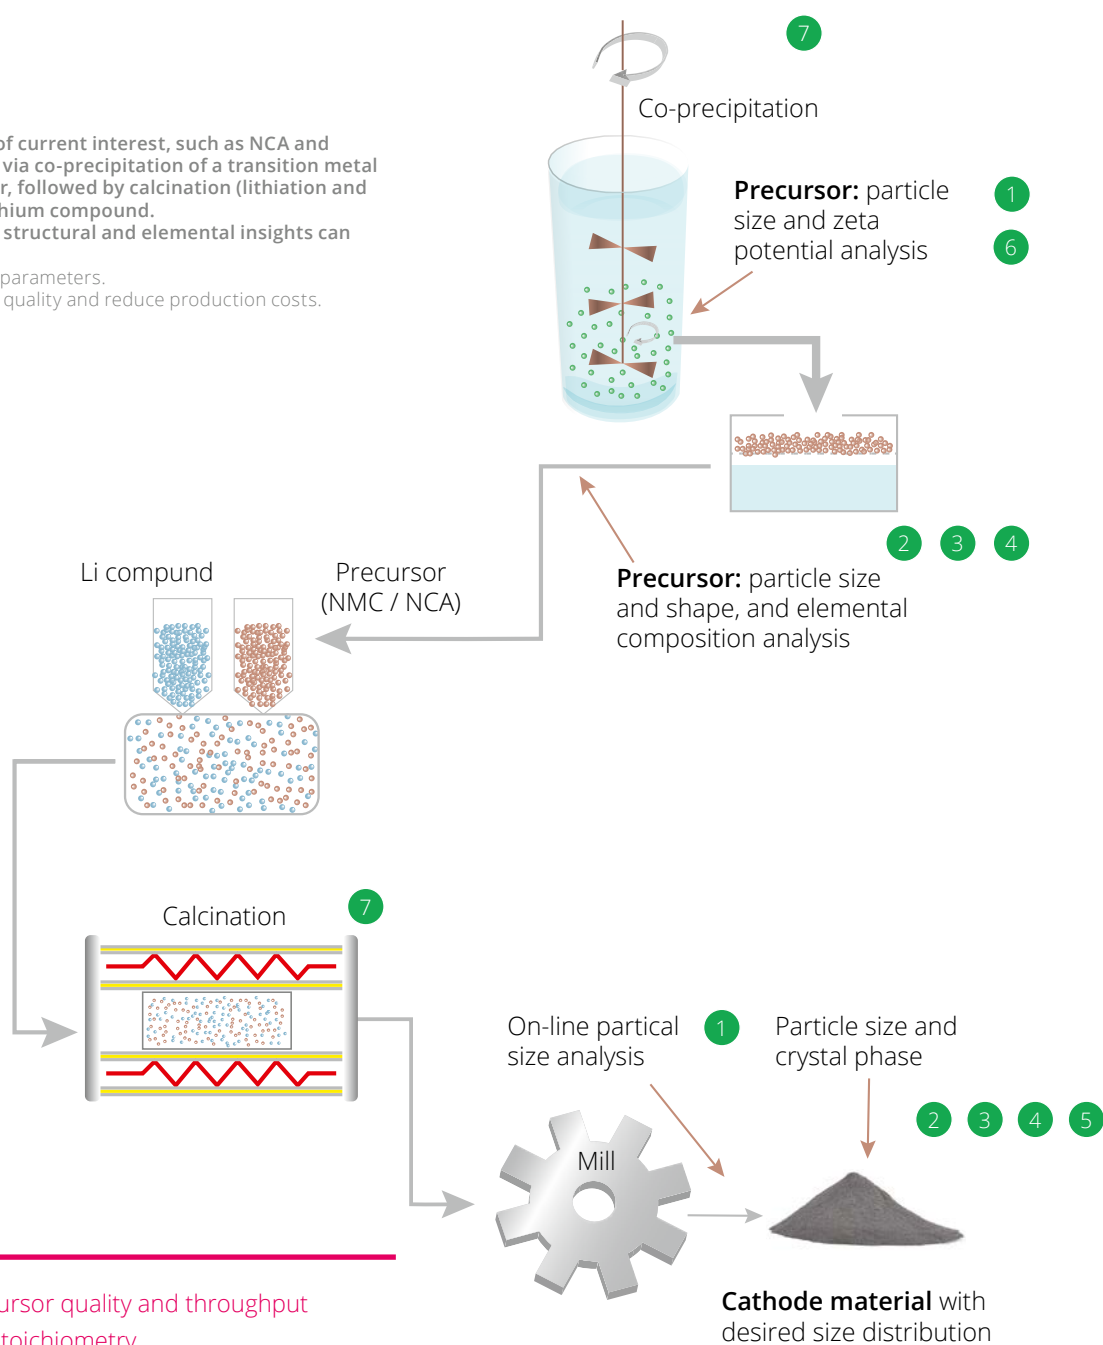 7
Co-precipitation
of current interest, such as NCA and
via co-precipitation of a transition metal
r, followed by calcination (lithiation and
hium compound.
structural and elemental insights can
parameters.
quality and reduce production costs.
Precursor: particle
size and zeta
potential analysis
1
6
2 3 4
Precursor: particle size
and shape, and elemental
composition analysis
Li compund
Precursor
(NMC / NCA)
Calcination
7
On-line partical
size analysis
1
Particle size and
crystal phase
2 3 4 5
Mill
Cathode material with
desired size distribution
ursor quality and throughput
toichiometry